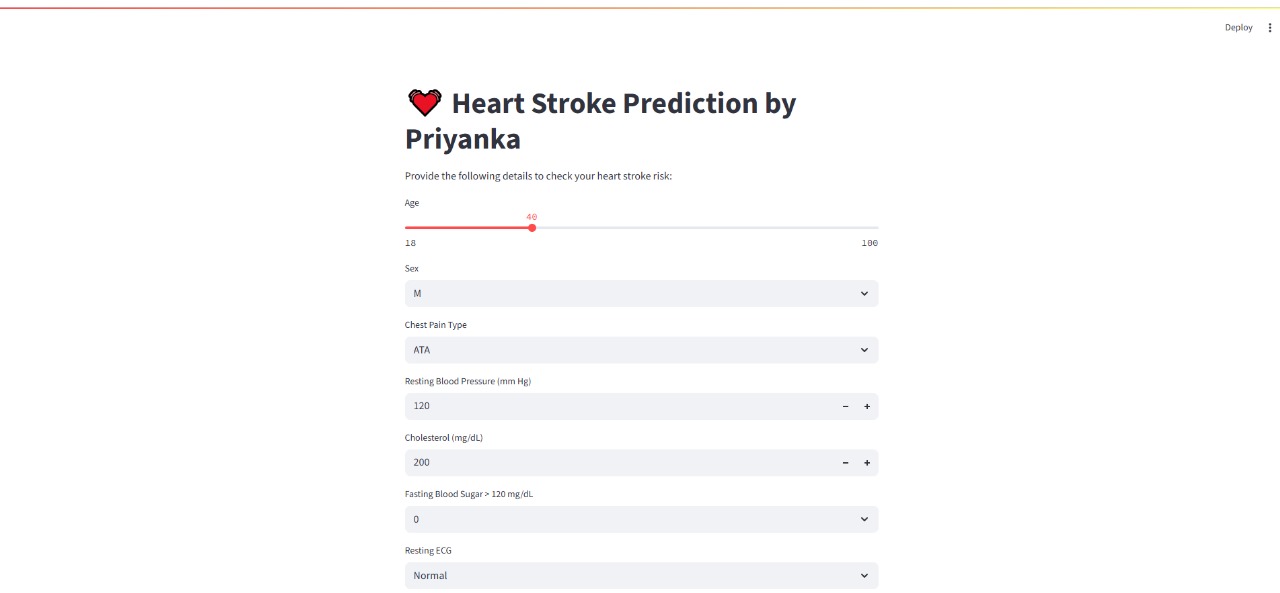 Deploy
Heart Stroke Prediction by
Priyanka
Provide the following details to check your heart stroke risk:
Age
40
18 100
Sex
M
Chest Pain Type
ATA
Resting Blood Pressure (mm Hg)
120
Cholesterol (mg/dL)
200
Fasting Blood Sugar > 120 mg/dL
0
Resting ECG
Normal